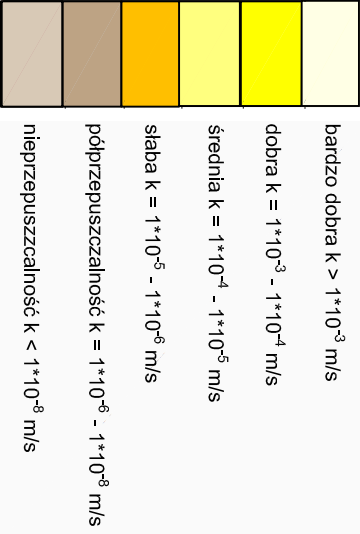 bardzo dobra k > 1*10⁻³ m/s
dobra k = 1*10⁻³ - 1*10⁻⁴ m/s
średnia k = 1*10⁻⁴ - 1*10⁻⁵ m/s
słaba k = 1*10⁻⁵ - 1*10⁻⁶ m/s
półprzepuszczalność k = 1*10⁻⁶ - 1*10⁻⁸ m/s
nieprzepuszzcalność k < 1*10⁻⁸ m/s